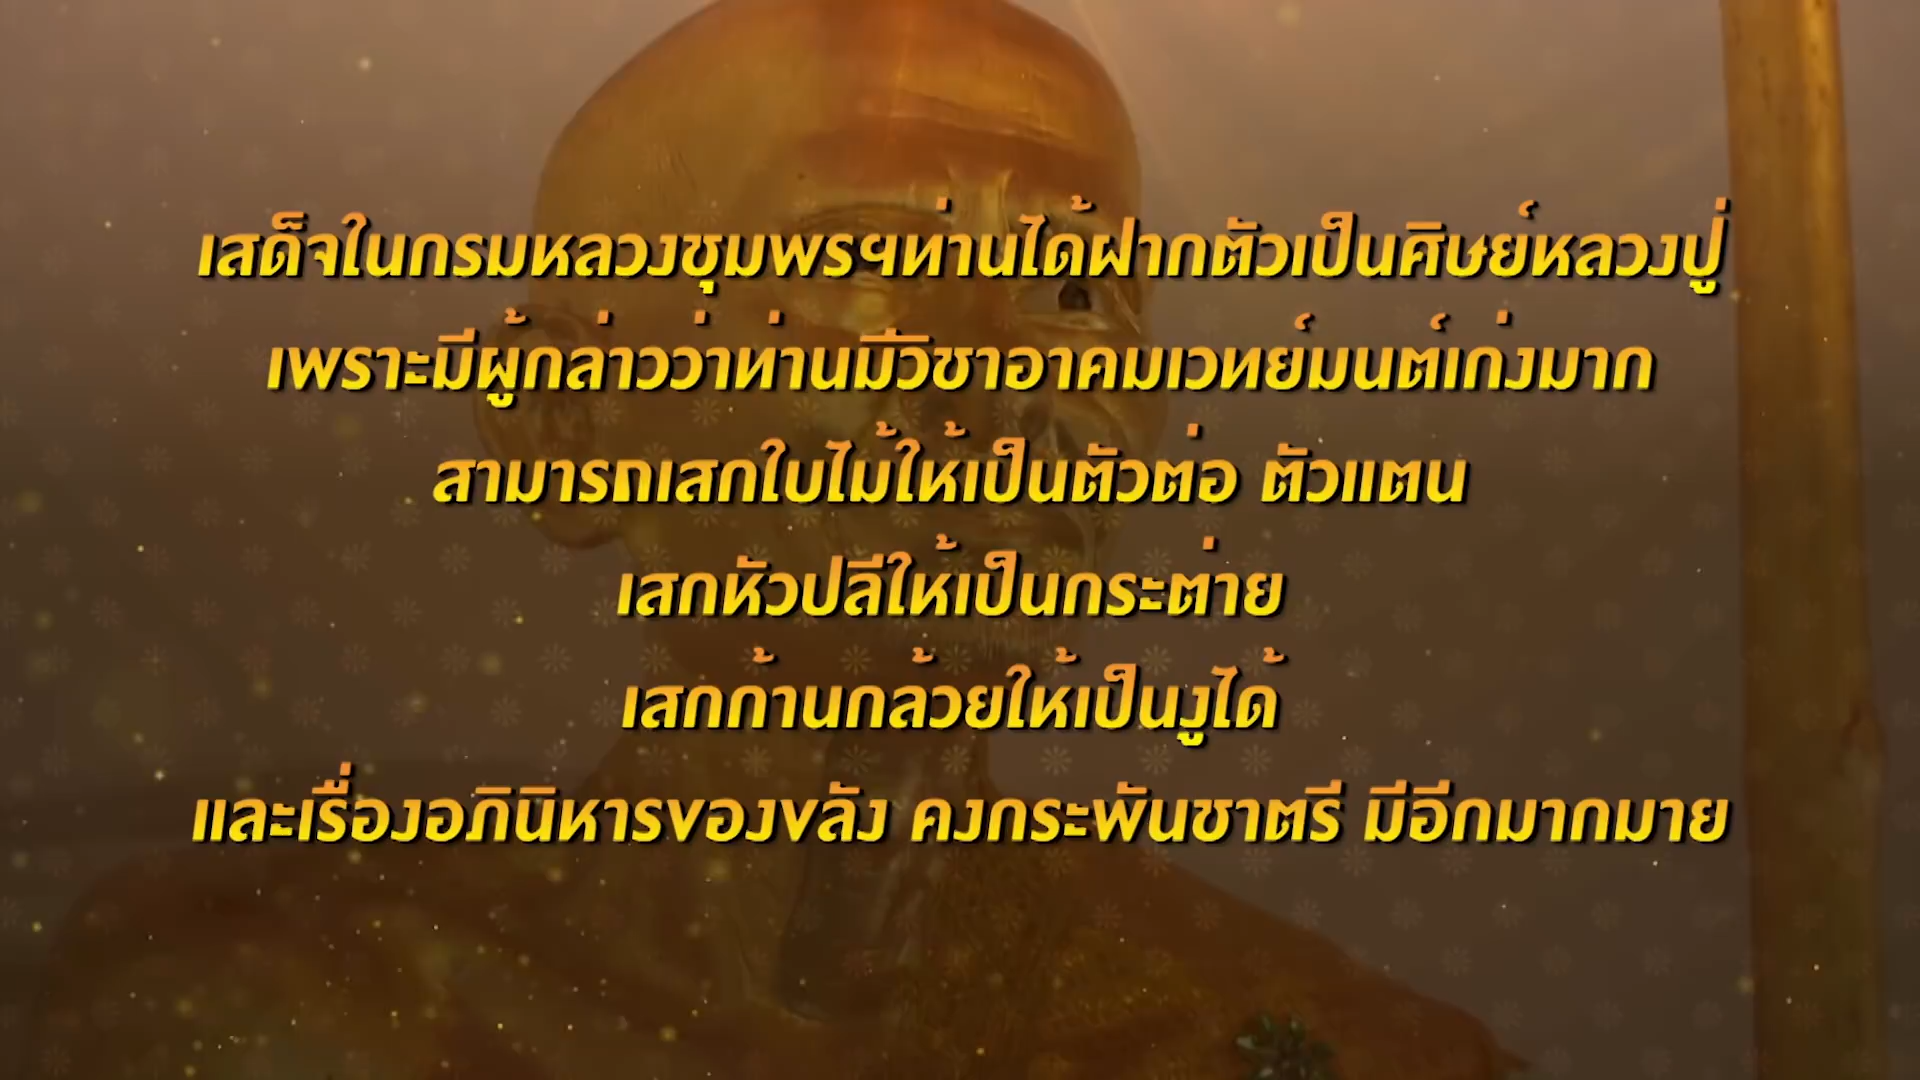 เสด็จในกรมหลวงชุมพรฯท่านได้ฝากตัวเป็นศิษย์หลวงปู่
เพราะมีผู้กล่าวว่าท่านมีวิชาอาคมเวทย์มนต์เก่งมาก
สามารถเสกใบไม้ให้เป็นตัวต่อ ตัวแตน
เสกหัวปลีให้เป็นกระต่าย
เสกก้านกล้วยให้เป็นงูได้
และเรื่องอภินิหารของขลัง คงกระพันชาตรี มีอีกมากมาย